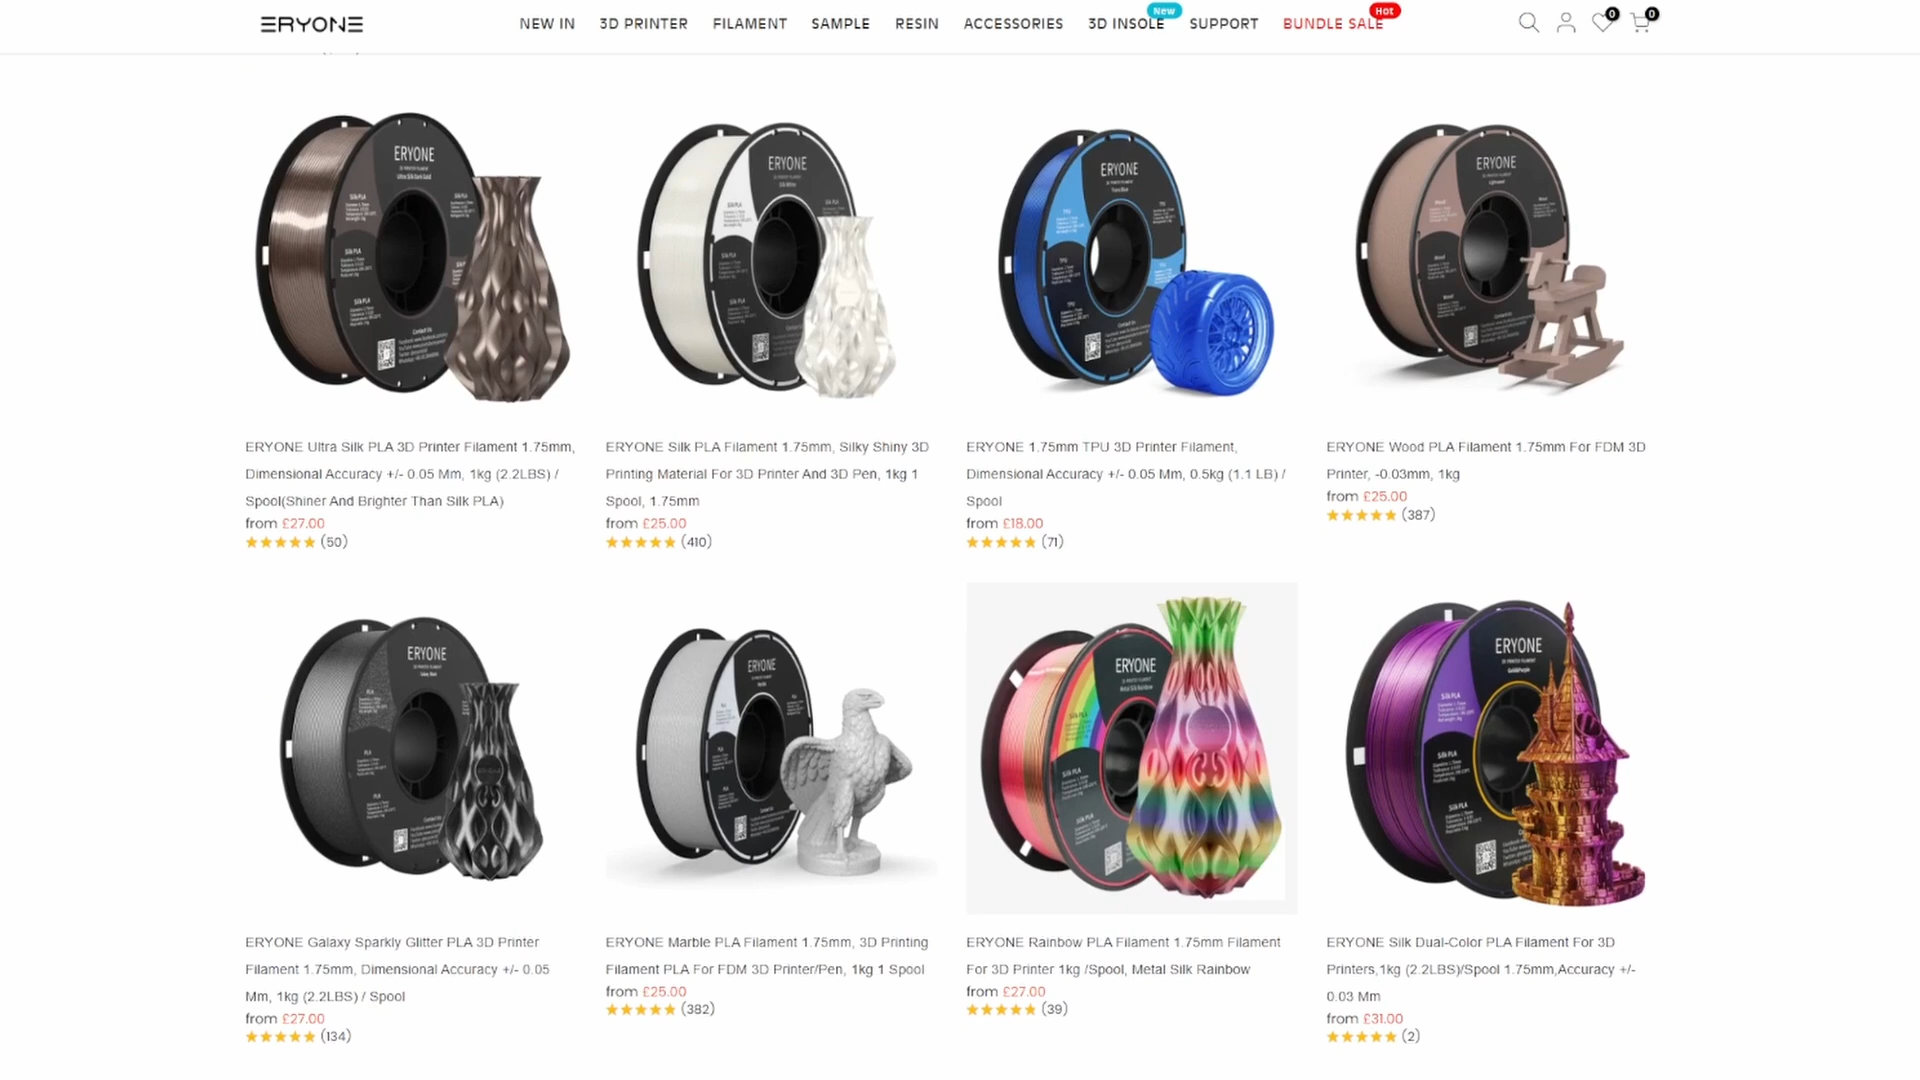 ERYONE
NEW IN
3D PRINTER
FILAMENT
SAMPLE
RESIN
ACCESSORIES
3D INSOLE
New
SUPPORT
BUNDLE SALE
Hot
0
0
ERYONE
ERYONE
ERYONE
ERYONE
ERYONE Ultra Silk PLA 3D Printer Filament 1.75mm,
Dimensional Accuracy +/- 0.05 Mm, 1kg (2.2LBS) /
Spool(Shiner And Brighter Than Silk PLA)
from £27.00
(50)
ERYONE Silk PLA Filament 1.75mm, Silky Shiny 3D
Printing Material For 3D Printer And 3D Pen, 1kg 1
Spool, 1.75mm
from £25.00
(410)
ERYONE 1.75mm TPU 3D Printer Filament,
Dimensional Accuracy +/- 0.05 Mm, 0.5kg (1.1 LB) /
Spool
from £18.00
(71)
ERYONE Wood PLA Filament 1.75mm For FDM 3D
Printer, -0.03mm, 1kg
from £25.00
(387)
ERYONE
ERYONE
ERYONE
ERYONE
ERYONE Galaxy Sparkly Glitter PLA 3D Printer
Filament 1.75mm, Dimensional Accuracy +/- 0.05
Mm, 1kg (2.2LBS) / Spool
from £27.00
(134)
ERYONE Marble PLA Filament 1.75mm, 3D Printing
Filament PLA For FDM 3D Printer/Pen, 1kg 1 Spool
from £25.00
(382)
ERYONE Rainbow PLA Filament 1.75mm Filament
For 3D Printer 1kg /Spool, Metal Silk Rainbow
from £27.00
(39)
ERYONE Silk Dual-Color PLA Filament For 3D
Printers,1kg (2.2LBS)/Spool 1.75mm,Accuracy +/-
0.03 Mm
from £31.00
(2)